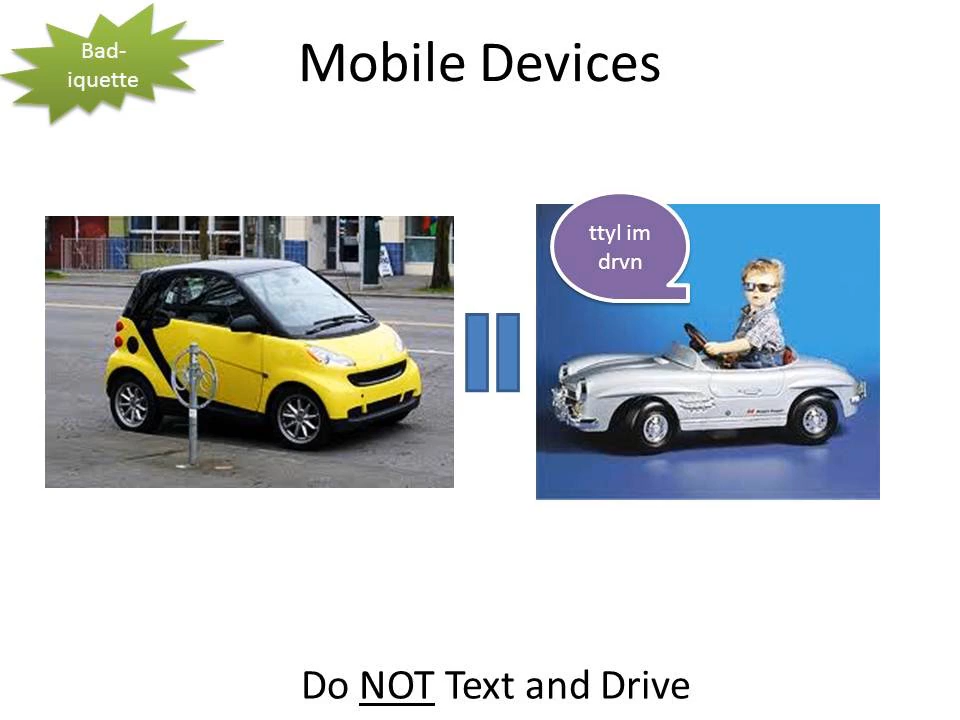 Bad-
iquette
Mobile Devices
ttyl im
drvn
Do NOT Text and Drive